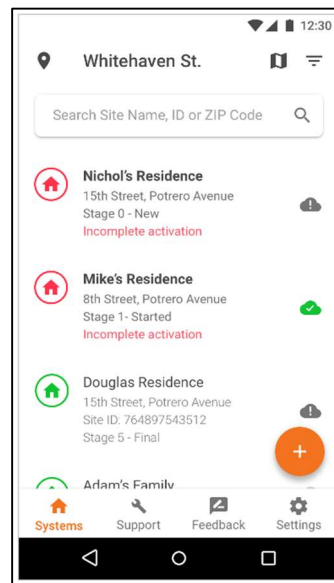 12:30
Whitehaven St.
Search Site Name, ID or ZIP Code
Nichol's Residence
15th Street, Potrero Avenue
Stage 0 - New
Incomplete activation
Mike's Residence
8th Street, Potrero Avenue
Stage 1- Started
Incomplete activation
Douglas Residence
15th Street, Potrero Avenue
Site ID. 764897543512
Stage 5 - Final
Adam's Family
Systems Support Feedback Settings